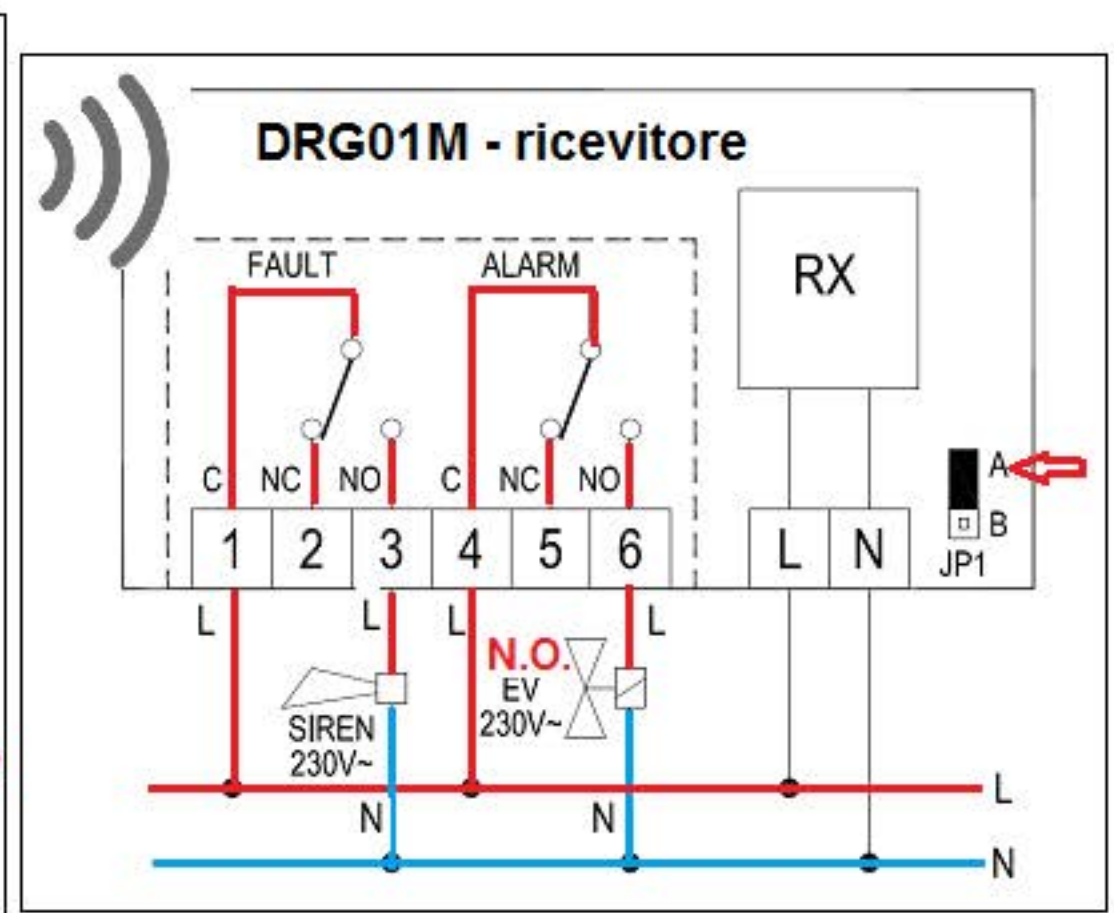 DRG01M - ricevitore
FAULT ALARM
RX
C NC NO C NC NO
A
B
JP1
1 2 3 4 5 6 L N
L L L L
N.O.
EV
230V~
SIREN
230V~
L
N N
N